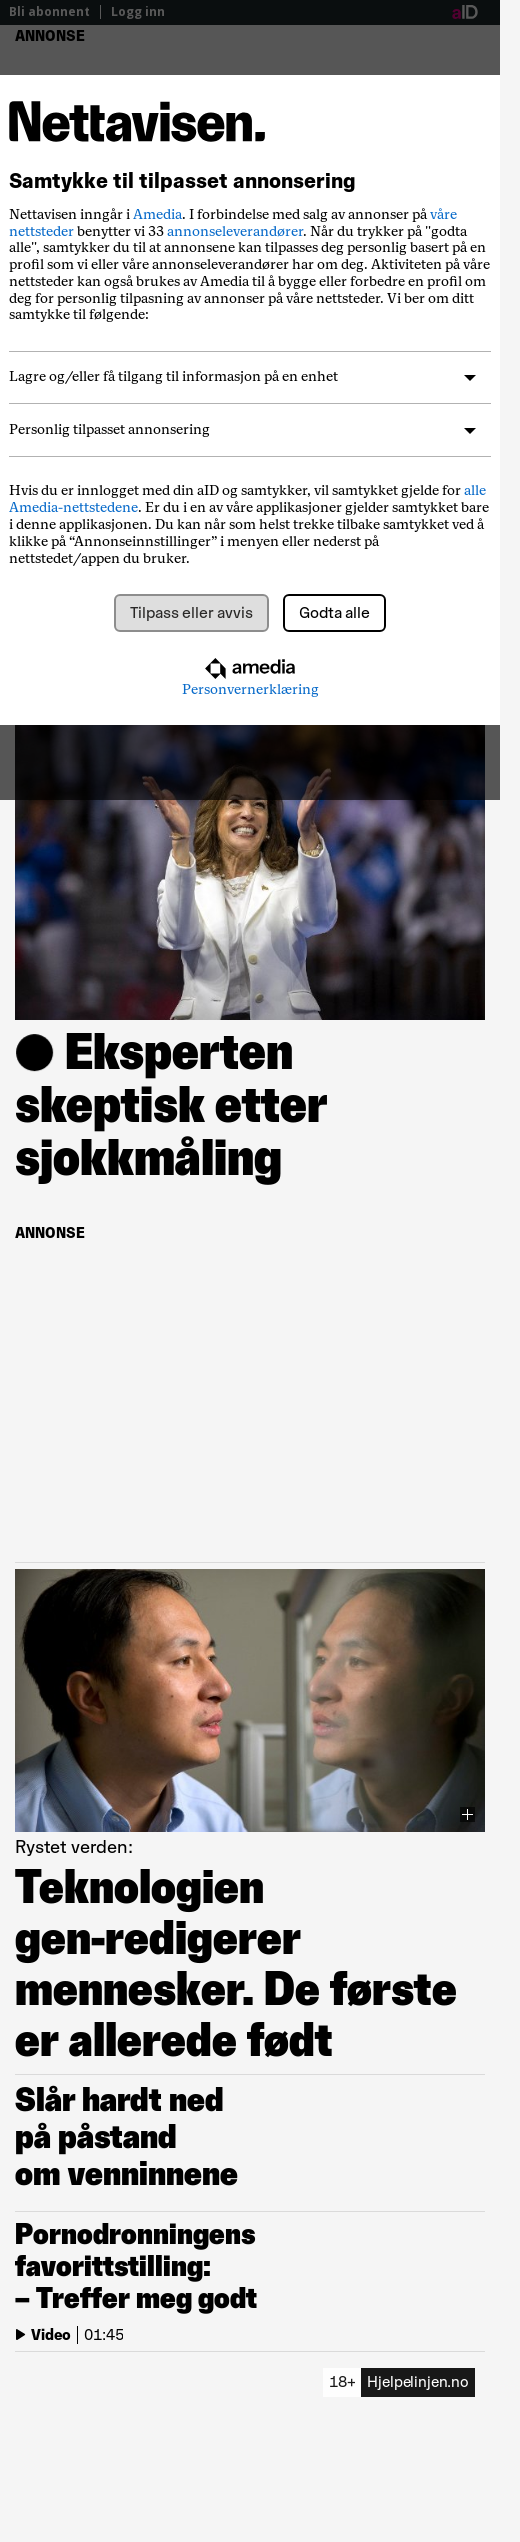 Bli abonnent | Logg inn
aID
ANNONSE
Nettavisen.
Samtykke til tilpasset annonsering
Nettavisen inngår i Amedia. I forbindelse med salg av annonser på våre
nettsteder benytter vi 33 annonseleverandører. Når du trykker på "godta
alle", samtykker du til at annonsene kan tilpasses deg personlig basert på en
profil som vi eller våre annonseleverandører har om deg. Aktiviteten på våre
nettsteder kan også brukes av Amedia til å bygge eller forbedre en profil om
deg for personlig tilpasning av annonser på våre nettsteder. Vi ber om ditt
samtykke til følgende:
Lagre og/eller få tilgang til informasjon på en enhet
Personlig tilpasset annonsering
Hvis du er innlogget med din aID og samtykker, vil samtykket gjelde for alle
Amedia-nettstedene. Er du i en av våre applikasjoner gjelder samtykket bare
i denne applikasjonen. Du kan når som helst trekke tilbake samtykket ved å
klikke på “Annonseinnstillinger” i menyen eller nederst på
nettstedet/appen du bruker.
Tilpass eller avvis
Godta alle
amedia
Personvernerklæring
Eksperten
skeptisk etter
sjokkmåling
ANNONSE
Rystet verden:
Teknologien
gen-redigerer
mennesker. De første
er allerede født
Slår hardt ned
på påstand
om venninnene
Pornodronningens
favorittstilling:
– Treffer meg godt
Video | 01:45
18+ Hjelpelinjen.no